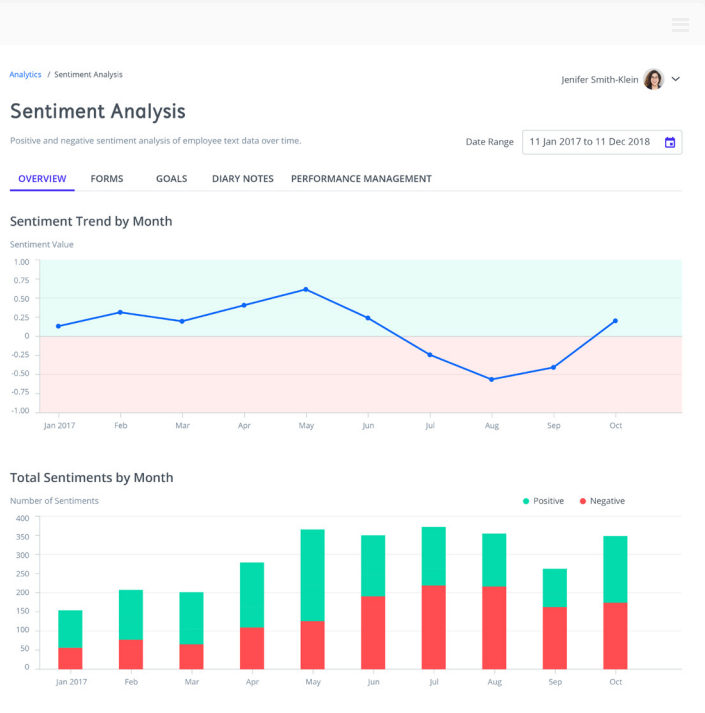 Analytics / Sentiment Analysis
Jenifer Smith-Klein
Sentiment Analysis
Positive and negative sentiment analysis of employee text data over time.
Date Range 11 Jan 2017 to 11 Dec 2018
OVERVIEW FORMS GOALS DIARY NOTES PERFORMANCE MANAGEMENT
Sentiment Trend by Month
Sentiment Value
1.00
0.75
0.50
0.25
0
-0.25
-0.50
-0.75
-1.00
Jan 2017 Feb Mar Apr May Jun Jul Aug Sep Oct
Total Sentiments by Month
Number of Sentiments Positive Negative
400
350
300
250
200
150
100
50
0
Jan 2017 Feb Mar Apr May Jun Jul Aug Sep Oct